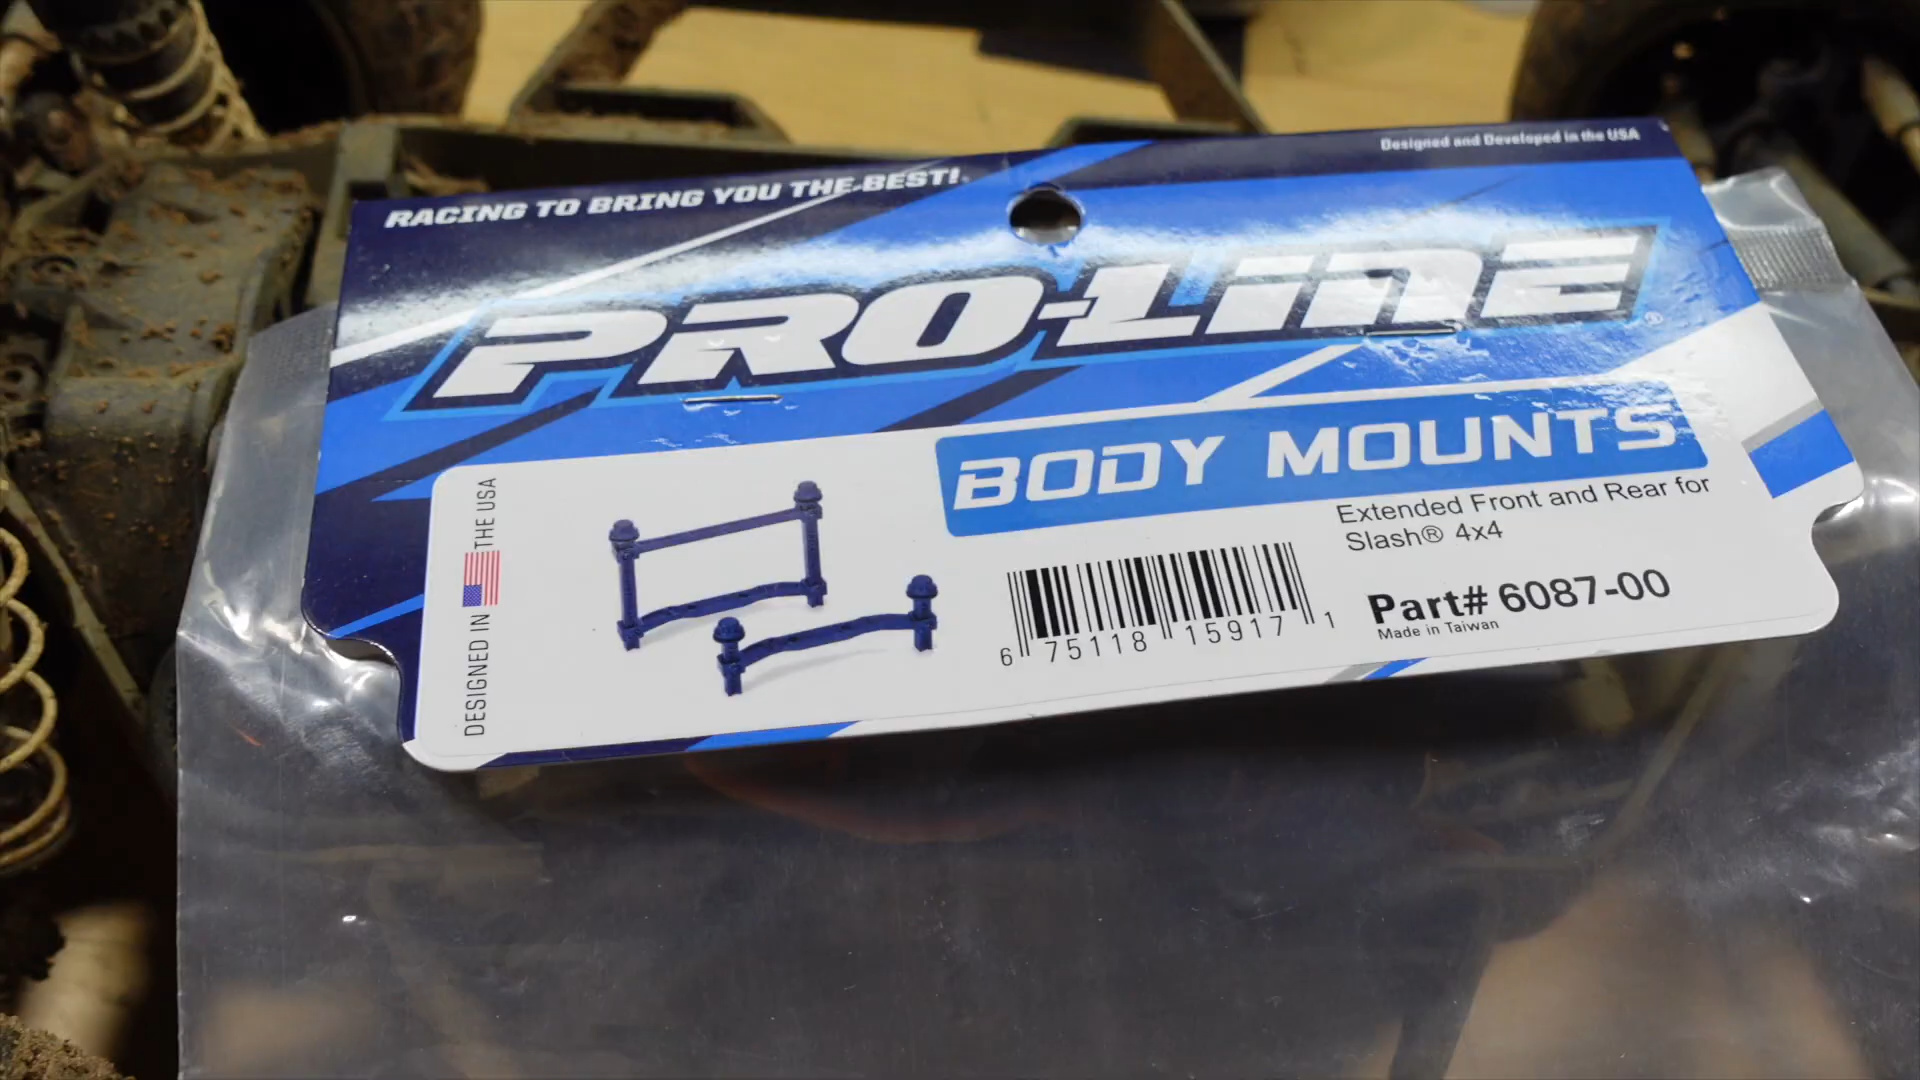 Designed and Developed in the USA
RACING TO BRING YOU THE BEST!
PRO-LINE®
BODY MOUNTS
Extended Front and Rear for
Slash® 4x4
DESIGNED IN THE USA
6 75118 15917 1
Part# 6087-00
Made in Taiwan